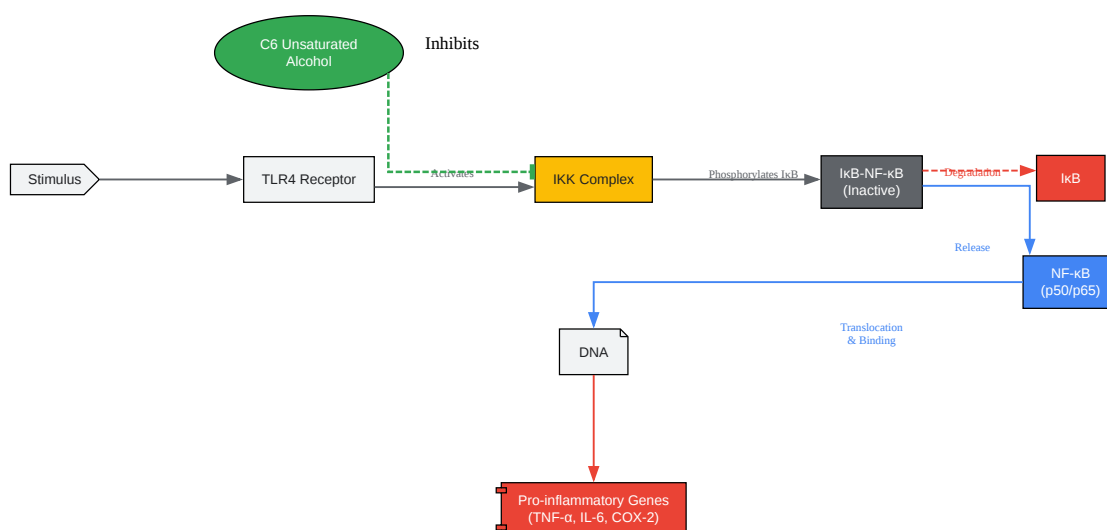 C6 Unsaturated
Alcohol
Inhibits
Stimulus
TLR4 Receptor
Activates
IKK Complex
Phosphorylates IκB
IκB-NF-κB
(Inactive)
Degradation
IκB
Release
NF-κB
(p50/p65)
Translocation
& Binding
DNA
Pro-inflammatory Genes
(TNF-α, IL-6, COX-2)